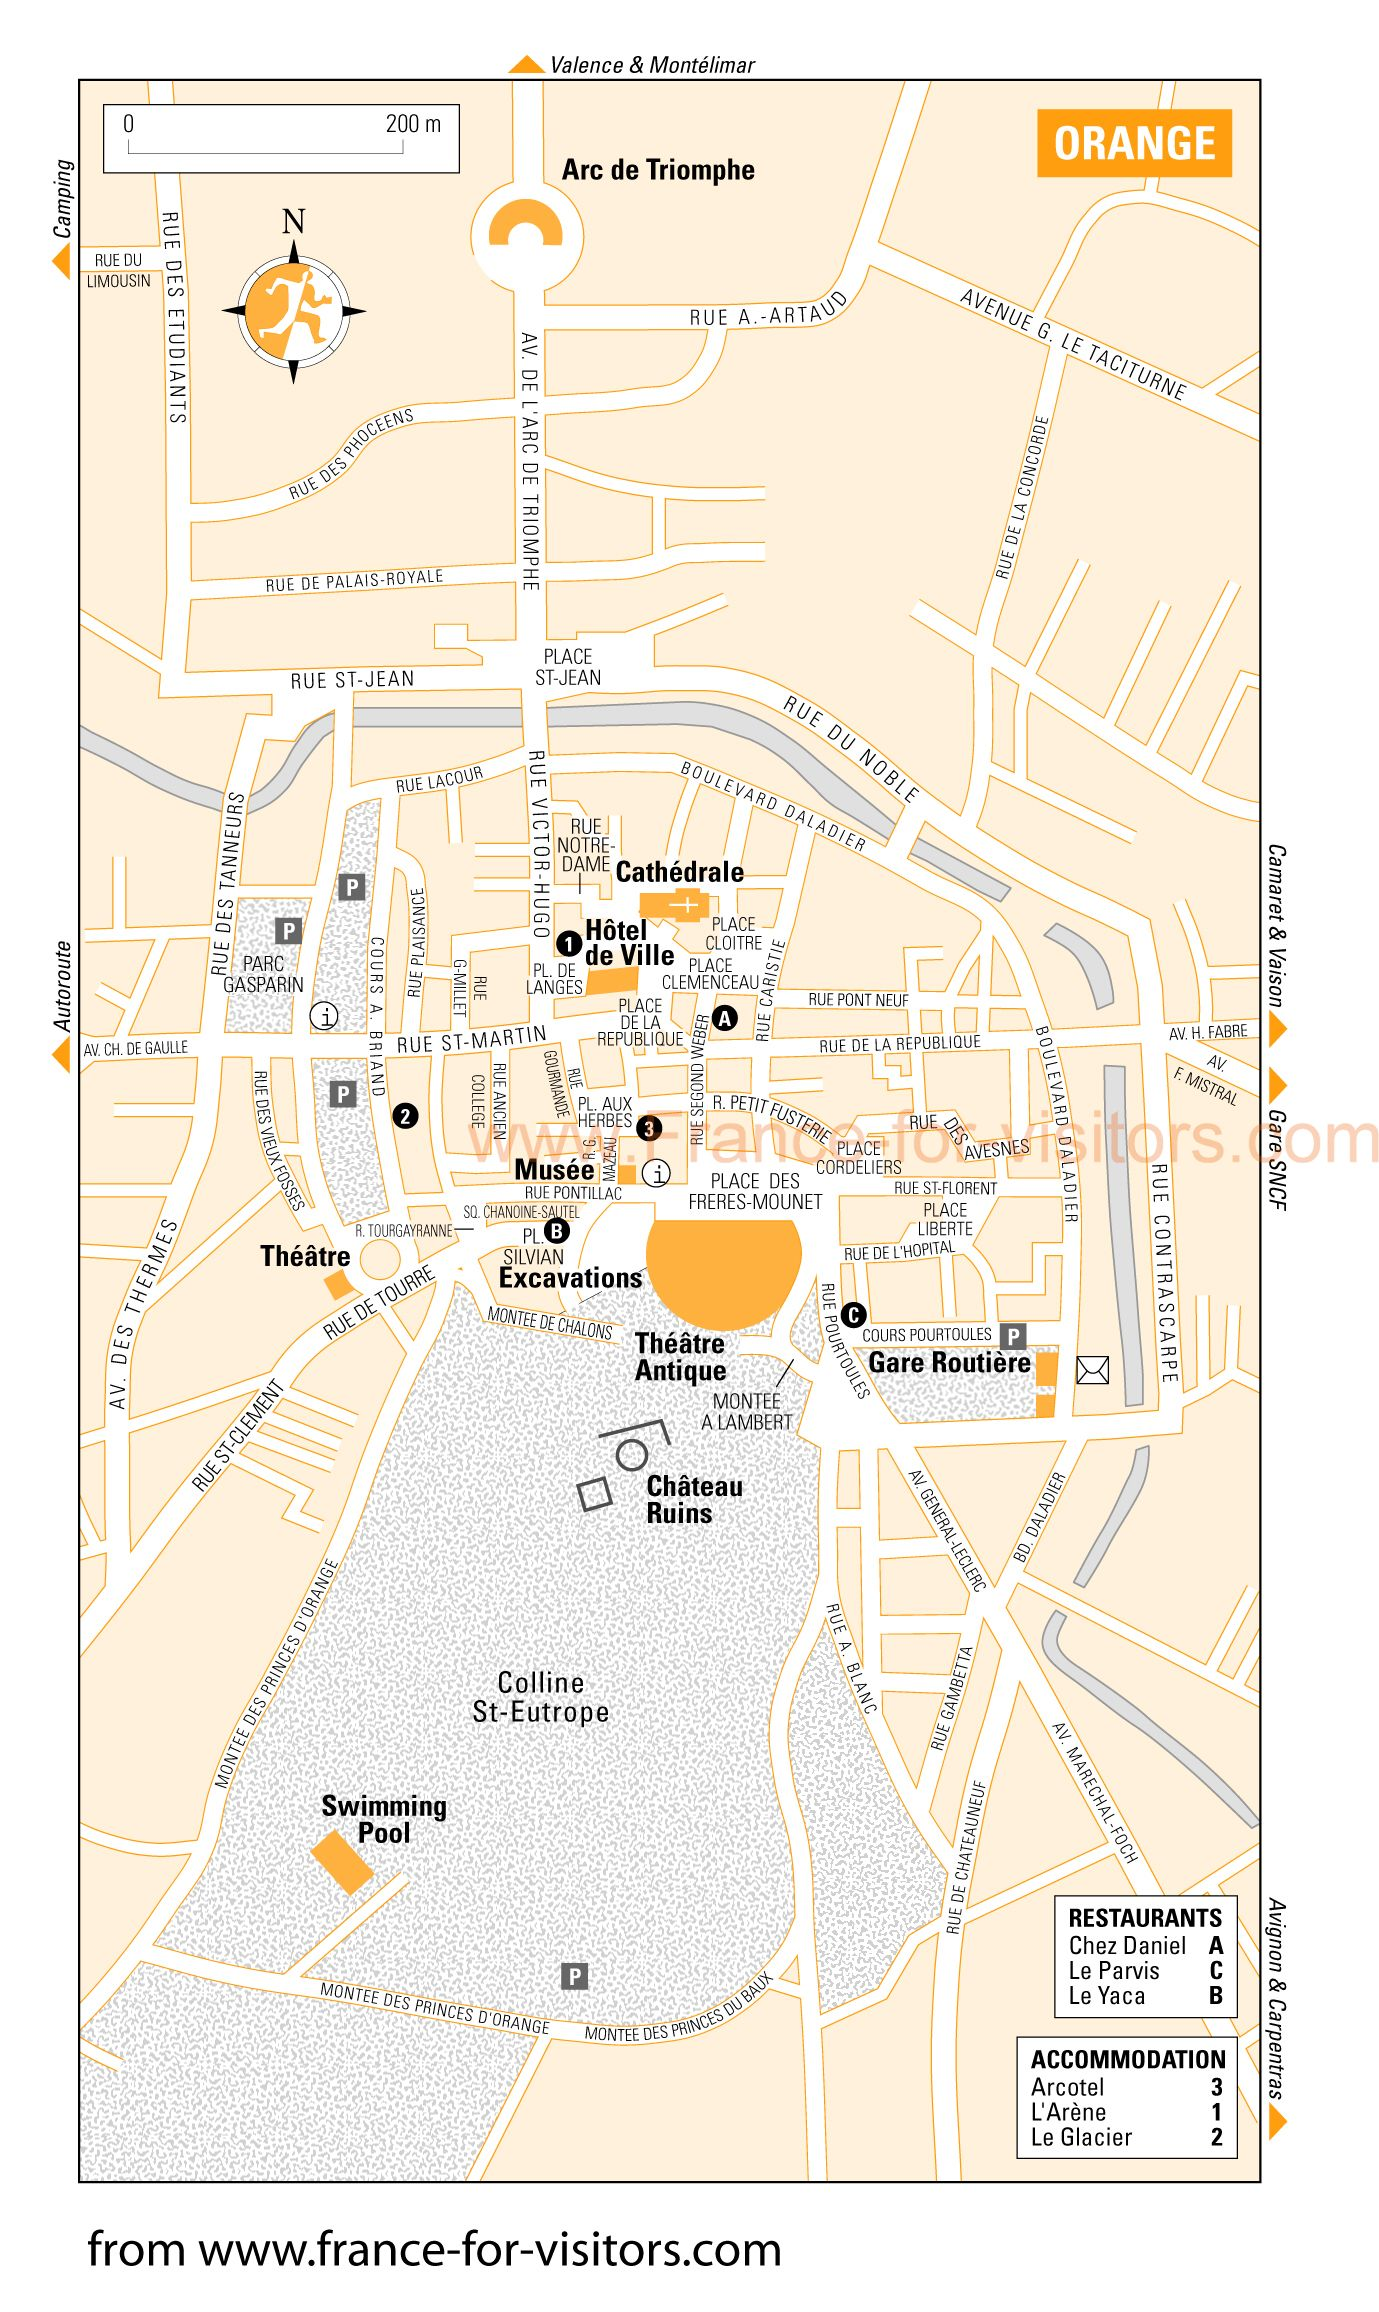 Valence & Montélimar
0 200 m
ORANGE
Arc de Triomphe
Camping
N
RUE DU
LIMOUSIN
RUE DES ETUDIANTS
RUE A.-ARTAUD
AVENUE G. LE TACITURNE
AV. DE L'ARC DE TRIOMPHE
RUE DES PHOCEENS
RUE DE LA CONCORDE
RUE DE PALAIS-ROYALE
PLACE
ST-JEAN
RUE ST-JEAN
RUE DU NOBLE
RUE LACOUR
BOULEVARD DALADIER
RUE VICTOR-HUGO
RUE DES TANNEURS
RUE
NOTRE-
DAME
Cathédrale
P
P
RUE PLAISANCE
COURS A. BRIAND
1
Hôtel
de Ville
PLACE
CLOITRE
PARC
GASPARIN
G-MILLET
RUE
PL. DE
LANGES
PLACE
CLEMENCEAU
RUE CARISTIE
Camaret & Vaison
Autoroute
i
PLACE
DE LA
REPUBLIQUE
A
RUE PONT NEUF
AV. CH. DE GAULLE
RUE ST-MARTIN
RUE SEGOND WEBER
RUE DE LA REPUBLIQUE
BOULEVARD DALADIER
AV. H. FABRE
AV.
F. MISTRAL
RUE DES VIEUX FOSSES
P
2
COLLEGE
RUE ANCIEN
GOURMANDE
RUE
PL. AUX
HERBES
3
R. PETIT FUSTERIE
RUE DES
AVESNES
www.France-for-visitors.com
Gare SNCF
R. G.
MAZEAU
Musée
i
PLACE
CORDELIERS
RUE PONTILLAC
PLACE DES
FRERES-MOUNET
RUE ST-FLORENT
RUE CONTRASCARPE
SQ. CHANOINE-SAUTEL
R. TOURGAYRANNE
PL.
SILVIAN
B
PLACE
LIBERTE
RUE DE L'HOPITAL
Théâtre
Excavations
AV. DES THERMES
RUE DE TOURRE
MONTEE DE CHALONS
RUE POURTOULES
C
COURS POURTOULES
P
Théâtre
Antique
Gare Routière
MONTEE
A LAMBERT
RUE ST-CLEMENT
Château
Ruins
AV. GENERAL-LECLERC
BD. DALADIER
MONTEE DES PRINCES D'ORANGE
RUE A. BLANC
RUE GAMBETTA
Colline
St-Eutrope
AV. MARECHAL-FOCH
Swimming
Pool
RUE DE CHATEAUNEUF
P
MONTEE DES PRINCES D'ORANGE
MONTEE DES PRINCES DU BAUX
Avignon & Carpentras
RESTAURANTS
Chez Daniel A
Le Parvis C
Le Yaca B
ACCOMMODATION
Arcotel 3
L'Arène 1
Le Glacier 2
from www.france-for-visitors.com